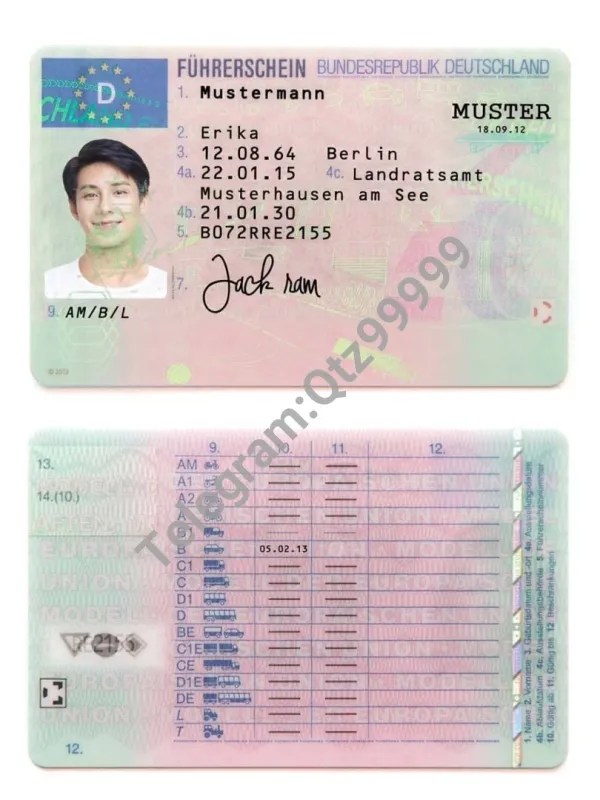 FÜHRERSCHEIN BUNDESREPUBLIK DEUTSCHLAND
D
1. Mustermann
MUSTER
18.09.12
2. Erika
3. 12.08.64 Berlin
4a. 22.01.15 4c. Landratsamt
Musterhausen am See
4b. 21.01.30
5. B072RRE2155
7. Jack ram
9. AM/B/L
Telegram:Qtz99999
9. 10. 11. 12.
13.
14.(10.)
AM
A1
A2
A
B1
B 05.02.13
C1
C
D1
D
BE
C1E
CE
D1E
DE
L
T
12.
1. Name 2. Vorname 3. Geburtsdatum und -ort 4a. Ausstellungsdatum
4b. Ablaufdatum 4c. Ausstellungsbehörde 5. Führerscheinnummer
10. Gültig ab 11. Gültig bis 12. Beschränkungen